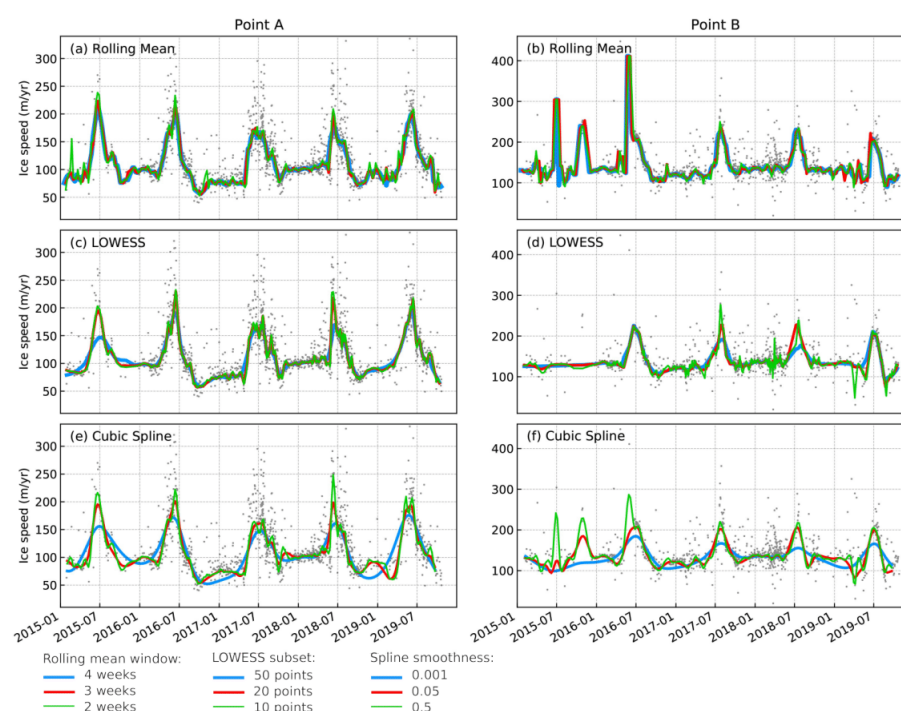 Point A
Point B
(a) Rolling Mean
(b) Rolling Mean
Ice speed (m/yr)
300
250
200
150
100
50
400
300
200
100
(c) LOWESS
(d) LOWESS
Ice speed (m/yr)
300
250
200
150
100
50
400
300
200
100
(e) Cubic Spline
(f) Cubic Spline
Ice speed (m/yr)
300
250
200
150
100
50
400
300
200
100
2015-01
2015-07
2016-01
2016-07
2017-01
2017-07
2018-01
2018-07
2019-01
2019-07
2015-01
2015-07
2016-01
2016-07
2017-01
2017-07
2018-01
2018-07
2019-01
2019-07
Rolling mean window:
4 weeks
3 weeks
2 weeks
LOWESS subset:
50 points
20 points
10 points
Spline smoothness:
0.001
0.05
0.5